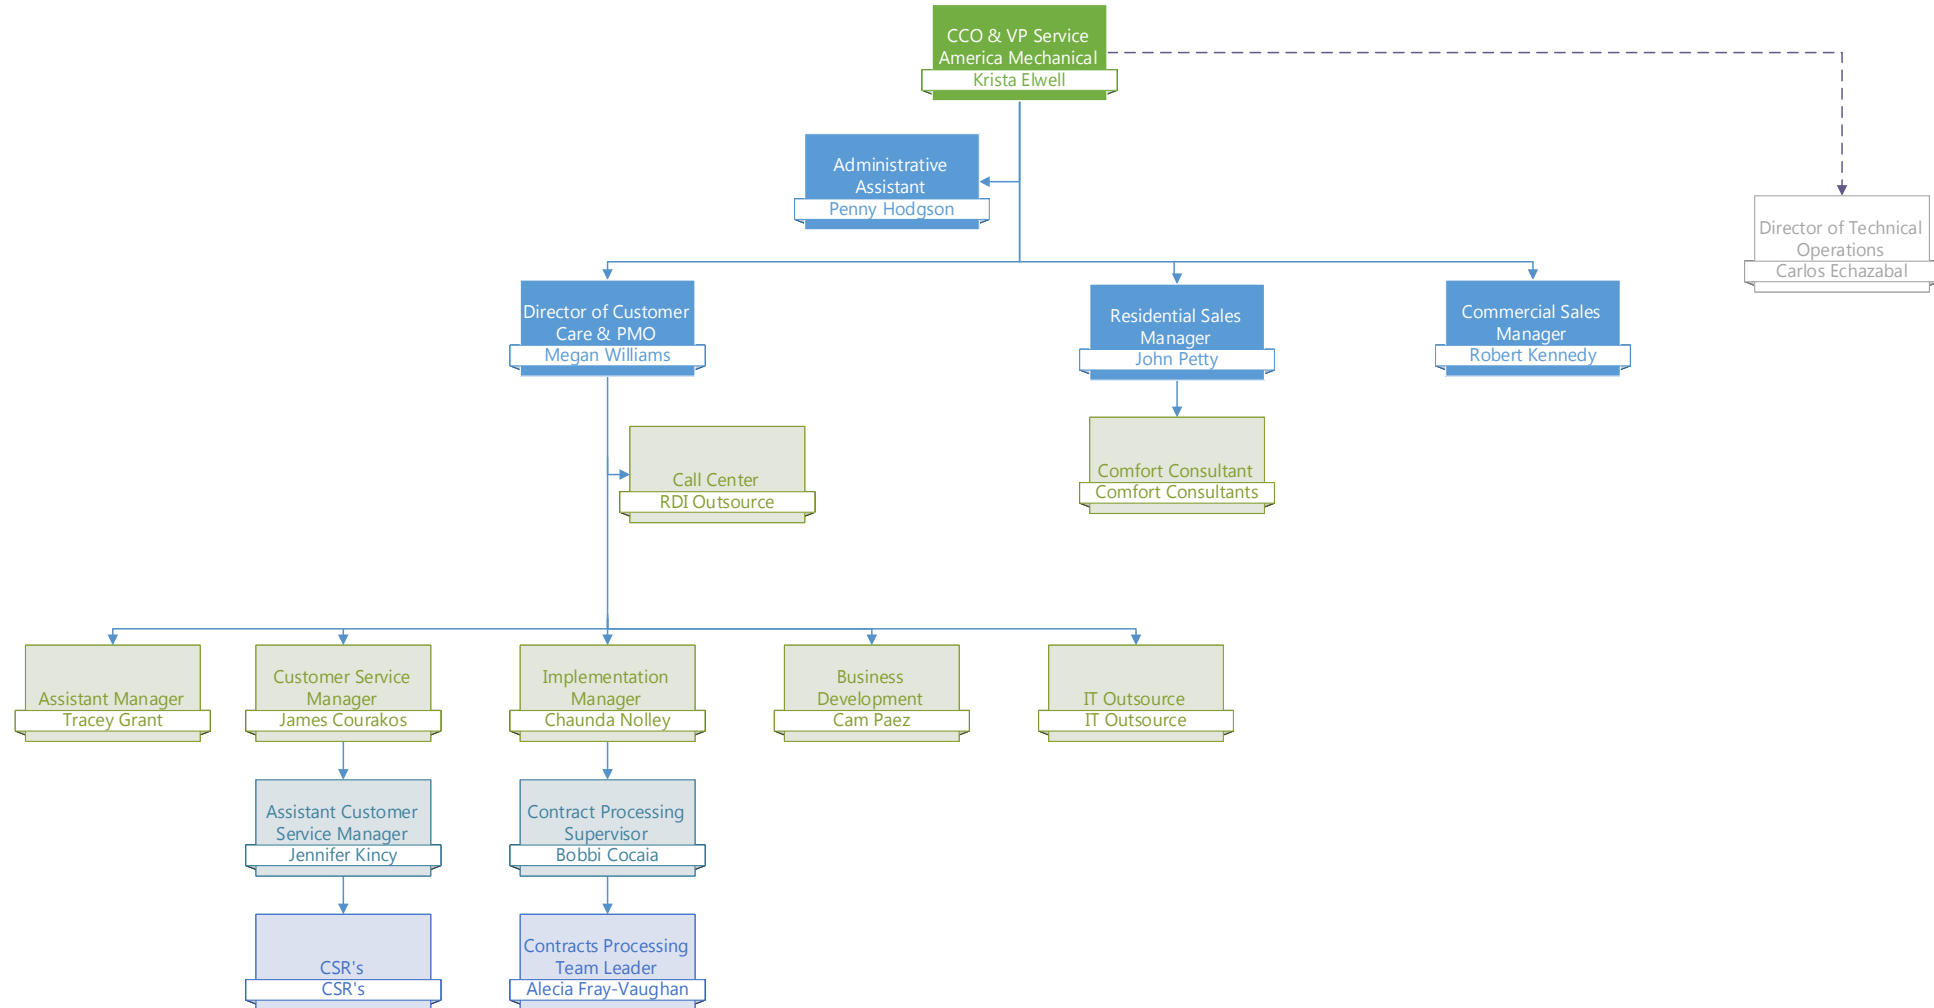 CCO & VP Service
America Mechanical
Krista Elwell
Administrative
Assistant
Penny Hodgson
Director of Technical
Operations
Carlos Echazabal
Director of Customer
Care & PMO
Megan Williams
Residential Sales
Manager
John Petty
Commercial Sales
Manager
Robert Kennedy
Call Center
RDI Outsource
Comfort Consultant
Comfort Consultants
Assistant Manager
Tracey Grant
Customer Service
Manager
James Courakos
Implementation
Manager
Chaunda Nolley
Business
Development
Cam Paez
IT Outsource
IT Outsource
Assistant Customer
Service Manager
Jennifer Kincy
Contract Processing
Supervisor
Bobbi Cocaia
CSR's
CSR's
Contracts Processing
Team Leader
Alecia Fray-Vaughan